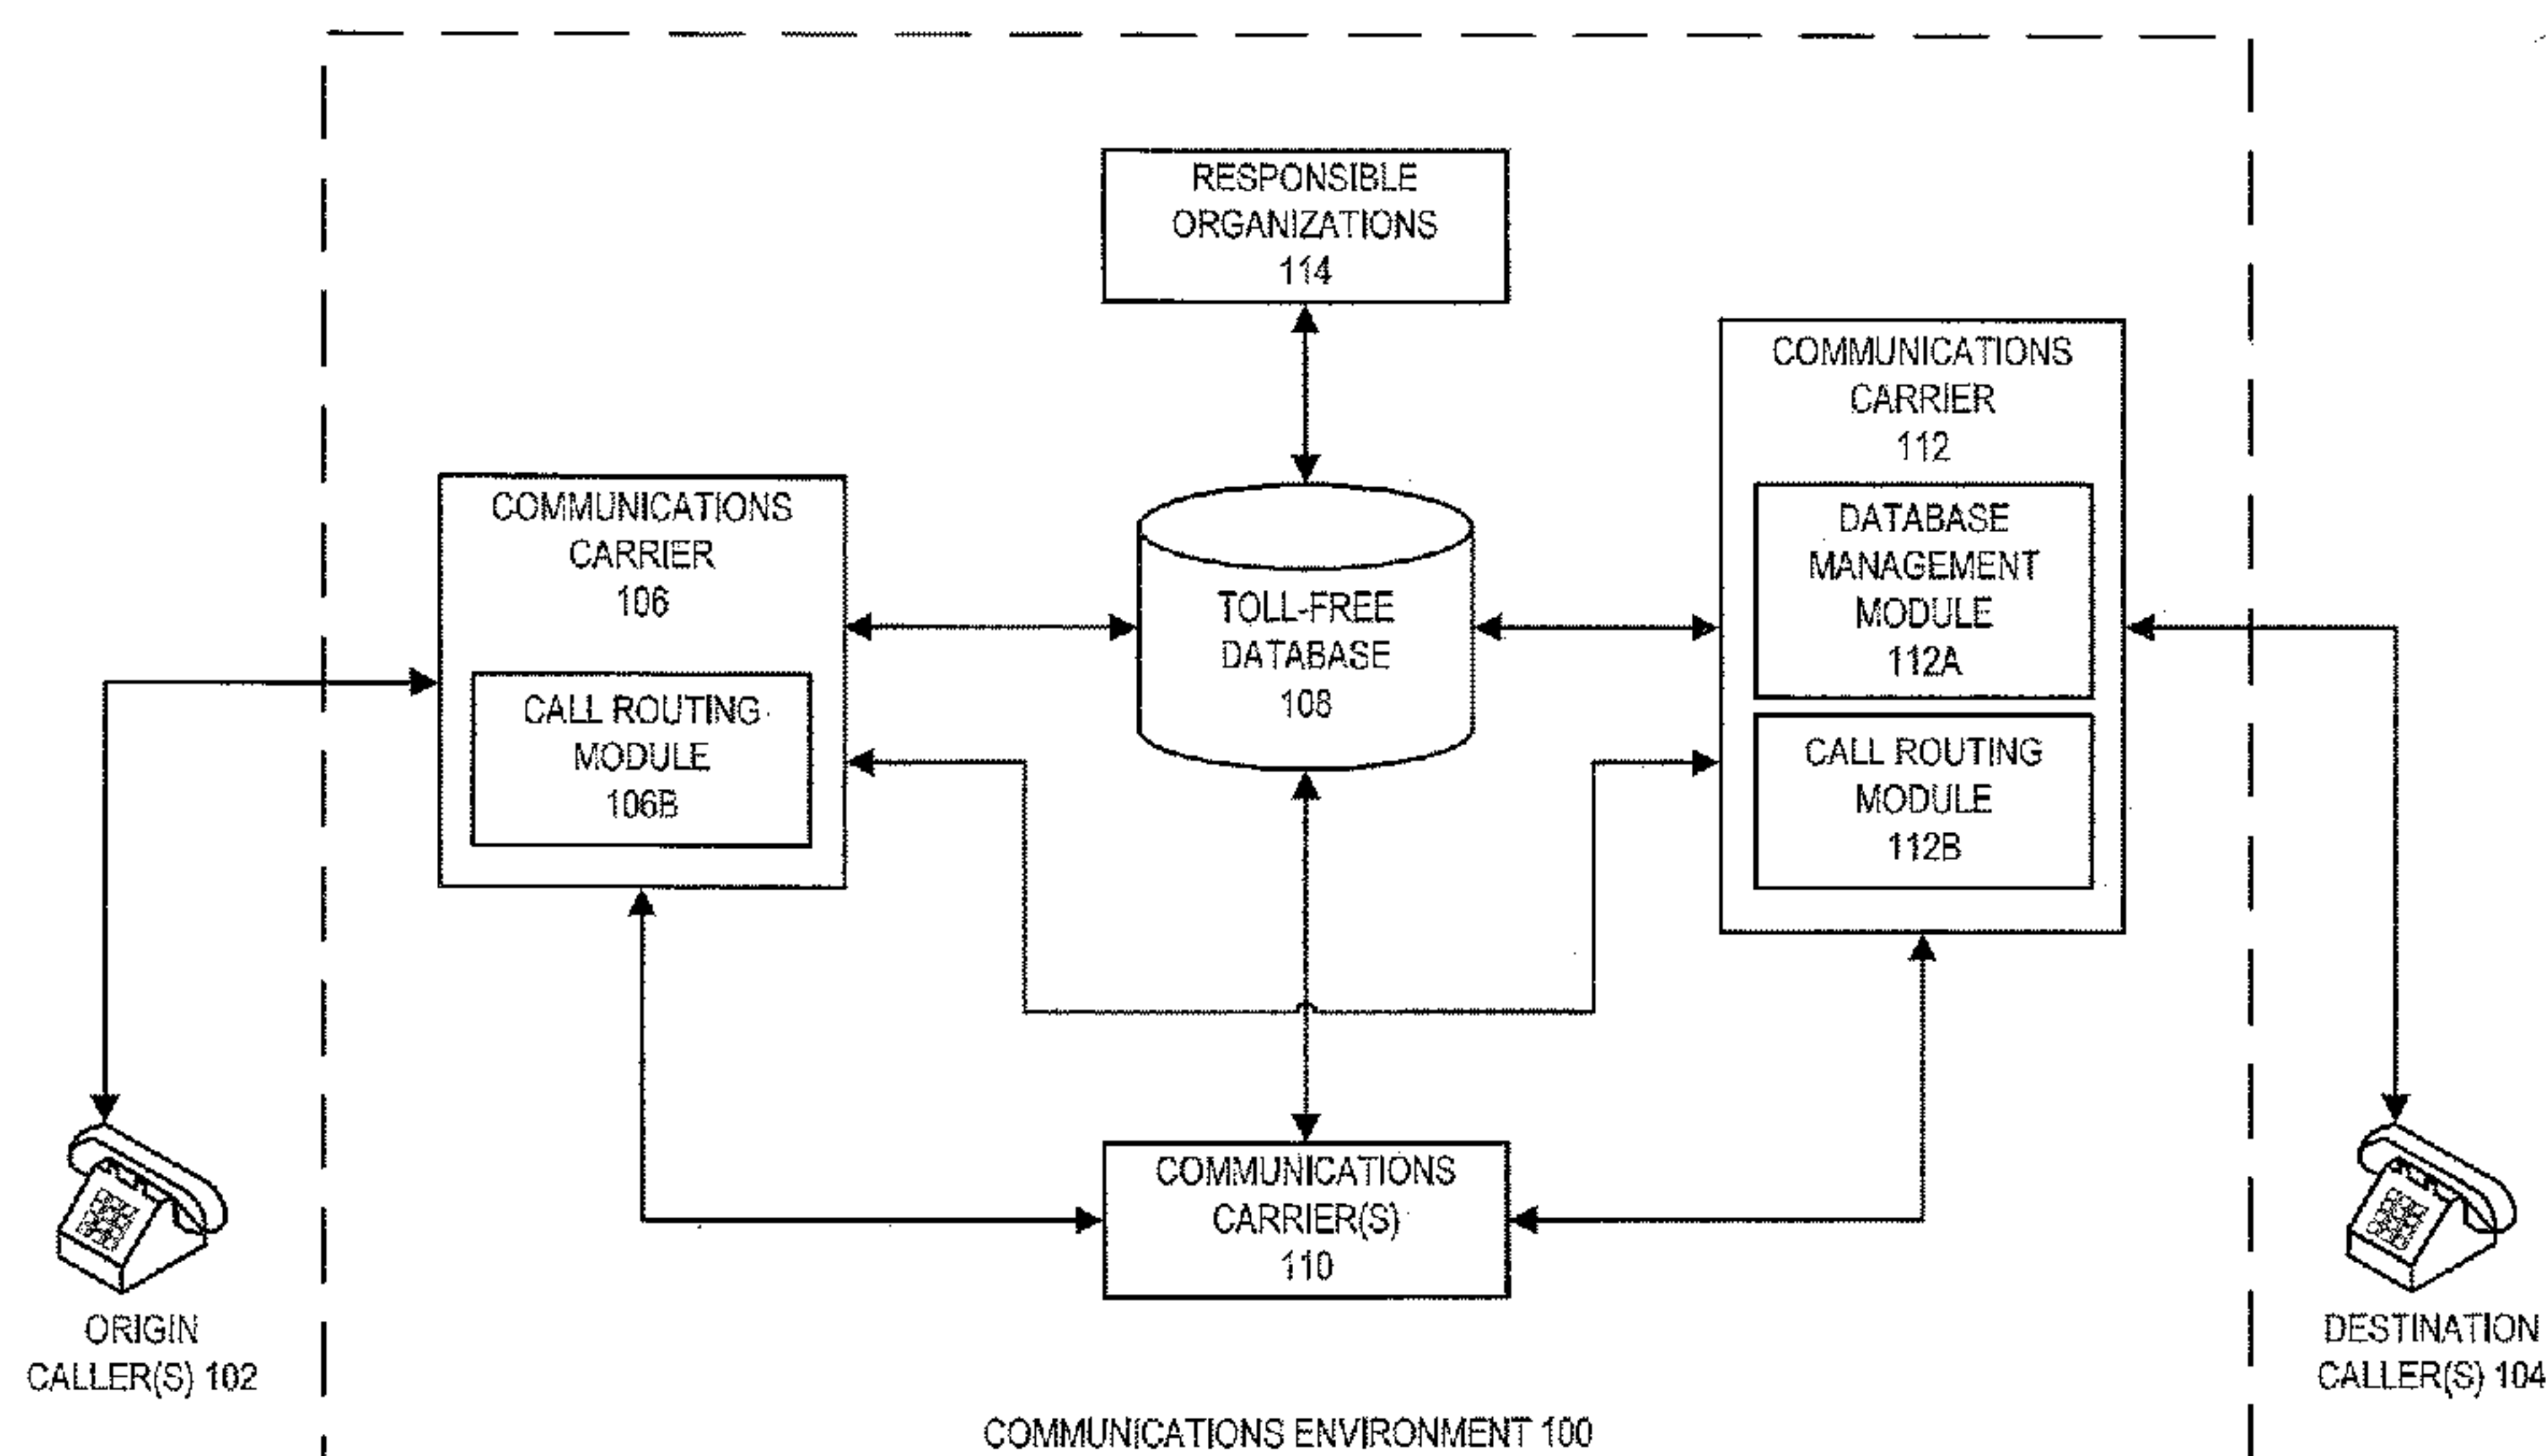 RESPONSIBLE
ORGANIZATIONS
114
COMMUNICATIONS
CARRIER
112
DATABASE
MANAGEMENT
MODULE
112A
CALL ROUTING
MODULE
112B
COMMUNICATIONS
CARRIER
106
CALL ROUTING
MODULE
106B
TOLL-FREE
DATABASE
108
COMMUNICATIONS
CARRIER(S)
110
ORIGIN
CALLER(S) 102
DESTINATION
CALLER(S) 104
COMMUNICATIONS ENVIRONMENT 100